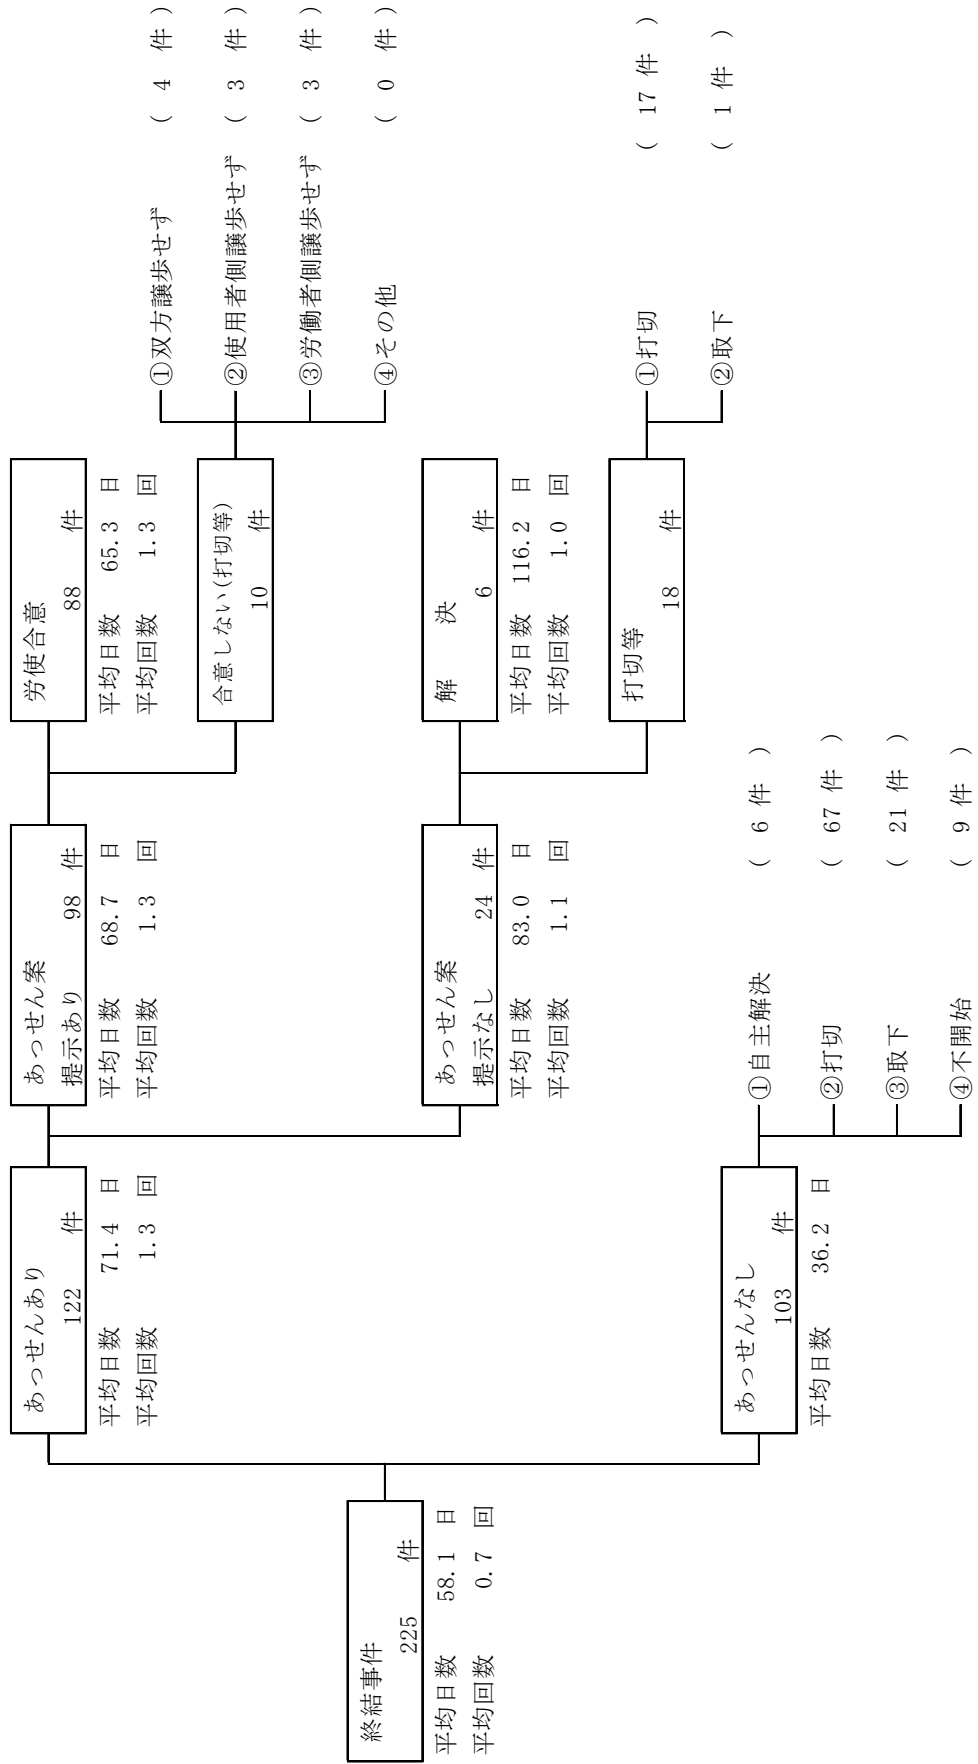 終結事件
225 件
平均日数 58.1 日
平均回数 0.7 回
あっせんあり
122 件
平均日数 71.4 日
平均回数 1.3 回
あっせん案
提示あり 98 件
平均日数 68.7 日
平均回数 1.3 回
労使合意
88 件
平均日数 65.3 日
平均回数 1.3 回
合意しない(打切等)
10 件
①双方譲歩せず ( 4 件 )
②使用者側譲歩せず ( 3 件 )
③労働者側譲歩せず ( 3 件 )
④その他 ( 0 件 )
あっせん案
提示なし 24 件
平均日数 83.0 日
平均回数 1.1 回
解 決
6 件
平均日数 116.2 日
平均回数 1.0 回
打切等
18 件
①打切 ( 17 件 )
②取下 ( 1 件 )
あっせんなし
103 件
平均日数 36.2 日
①自主解決 ( 6 件 )
②打切 ( 67 件 )
③取下 ( 21 件 )
④不開始 ( 9 件 )